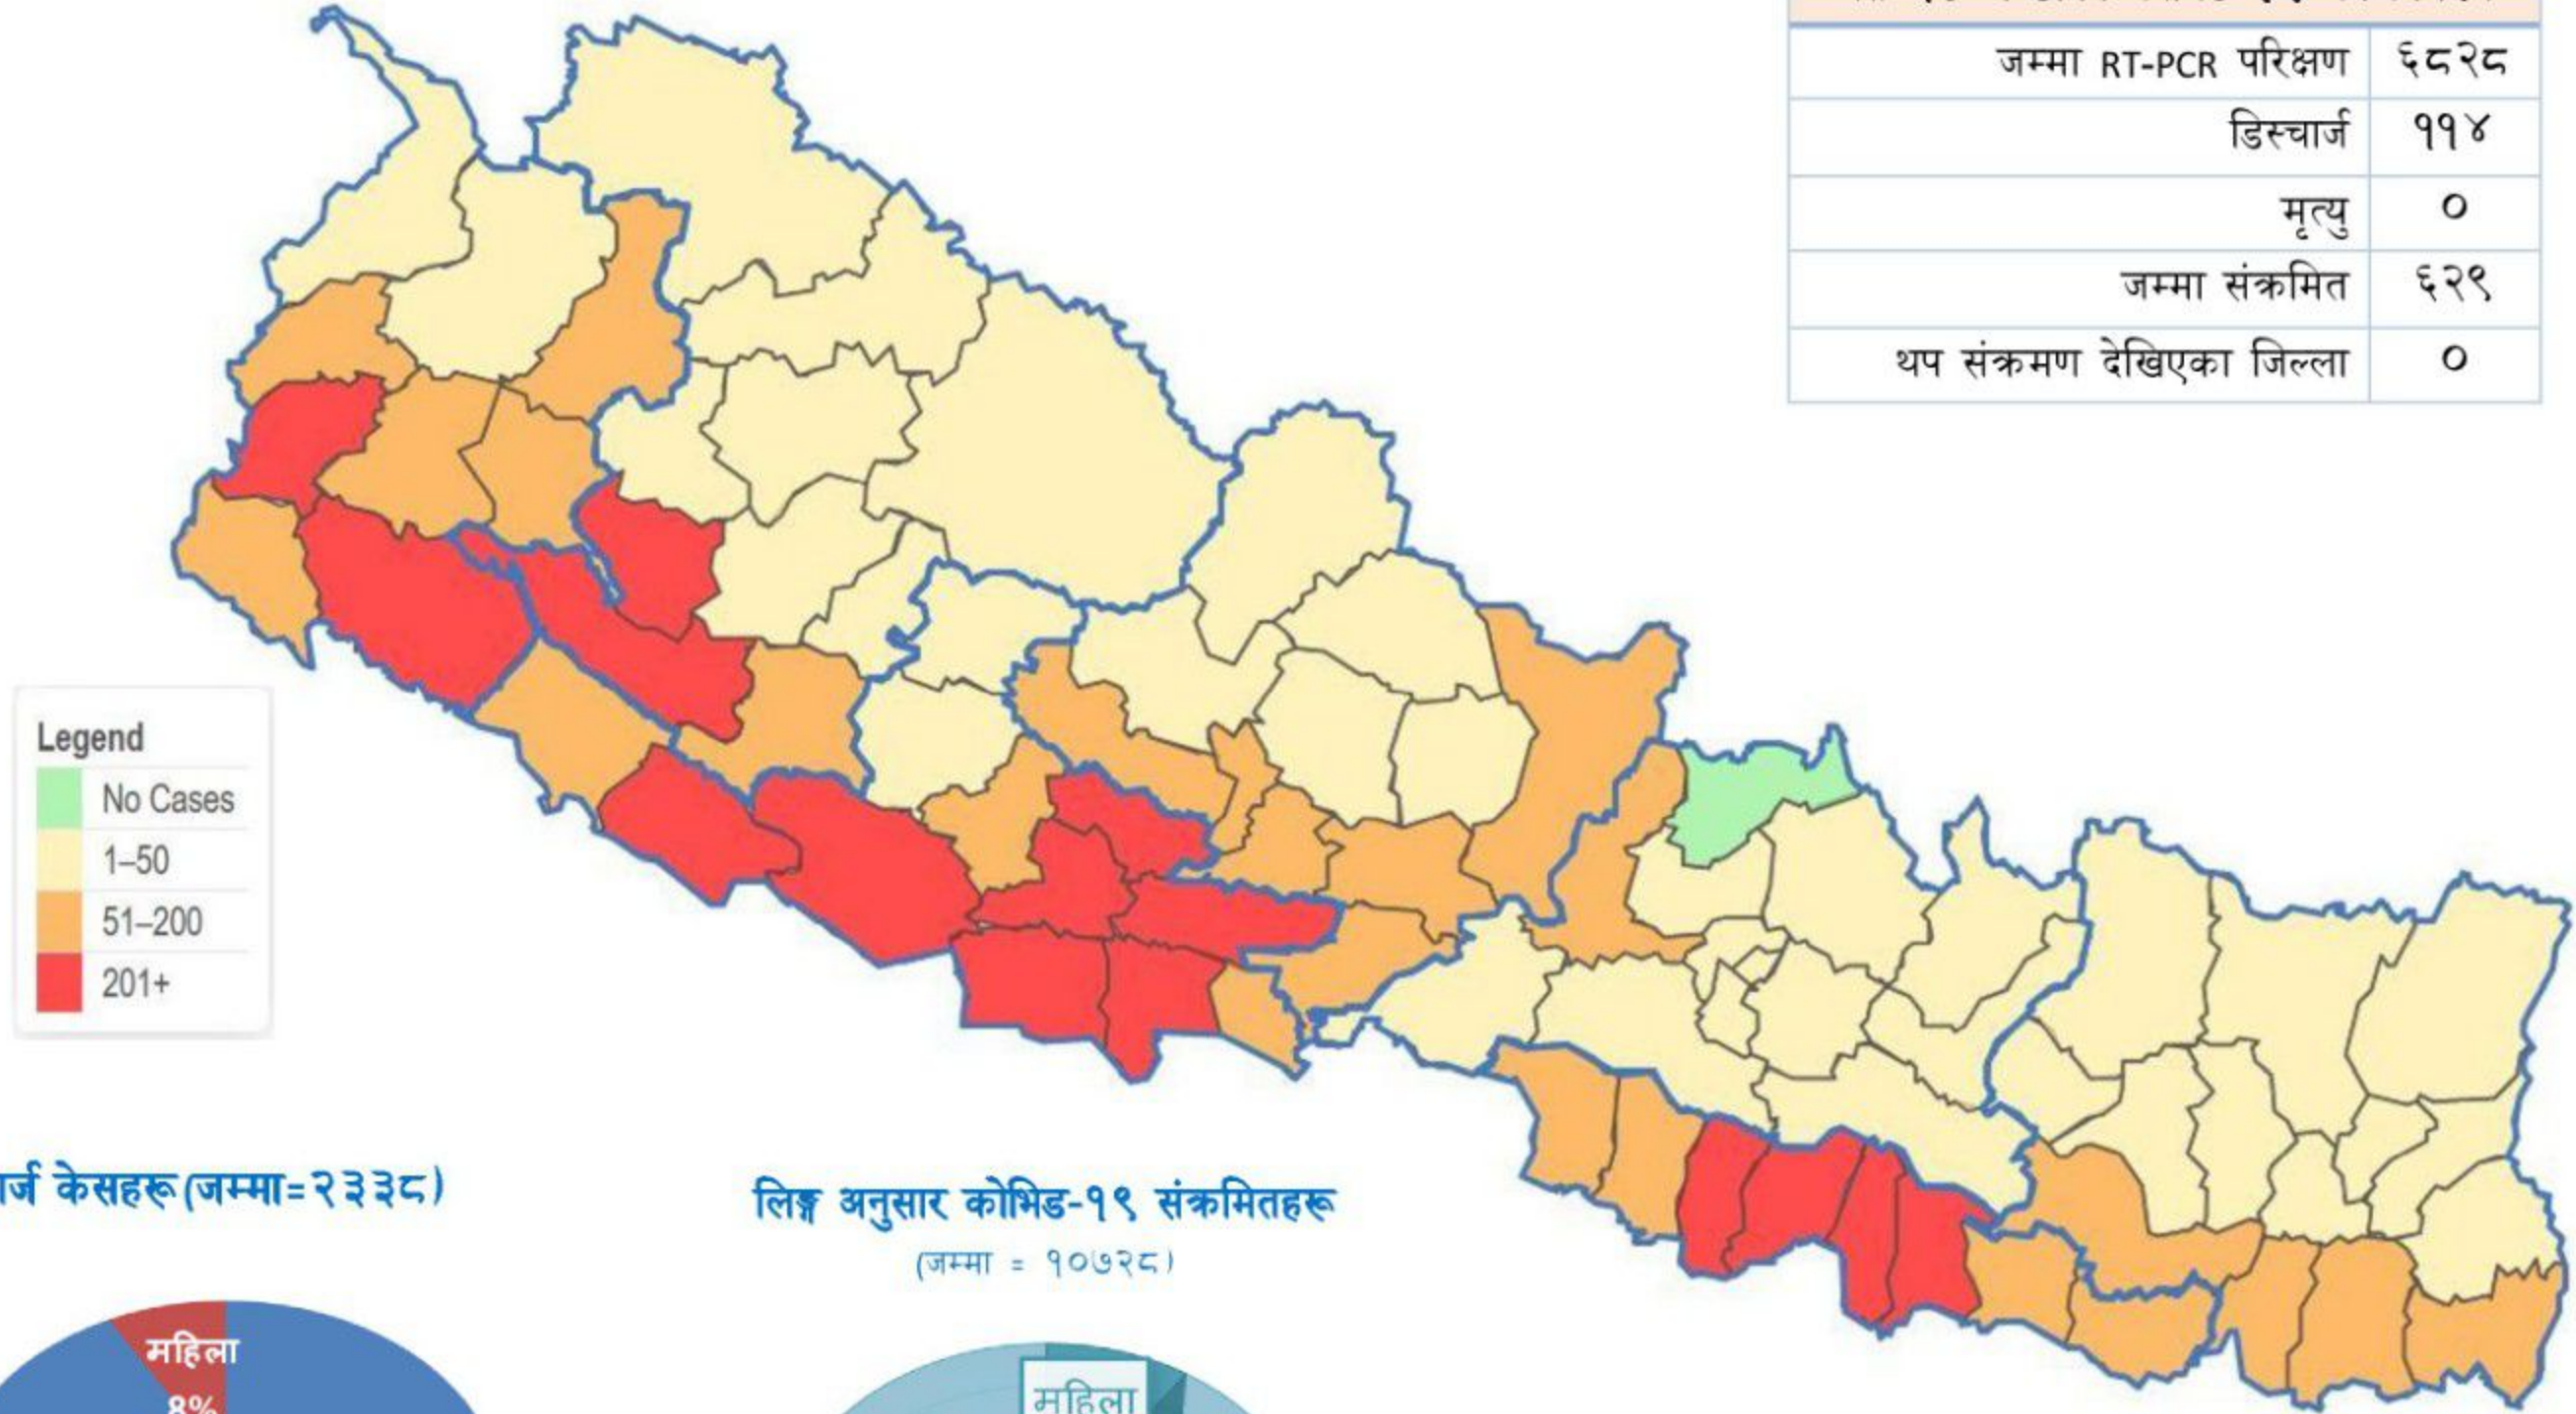 जम्मा RT-PCR परिक्षण ६८२८
डिस्चार्ज ११४
मृत्यु ०
जम्मा संक्रमित ६२९
थप संक्रमण देखिएका जिल्ला ०
Legend
No Cases
1–50
51–200
201+
केसहरू (जम्मा=२३३८)
लिङ्ग अनुसार कोभिड-१९ संक्रमितहरू
(जम्मा = १०७२८)
महिला
8%
महिला